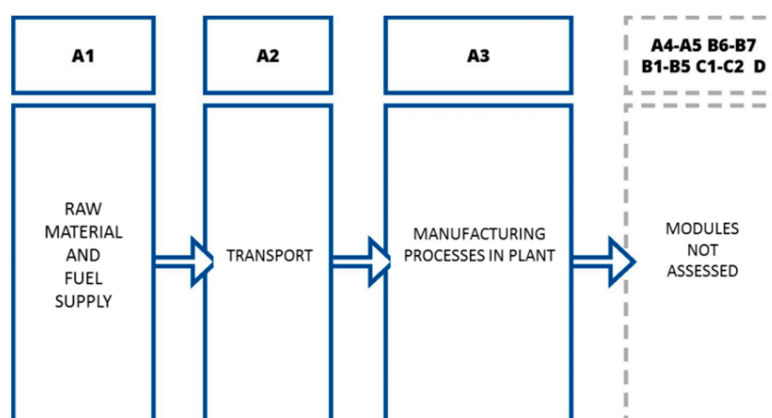 A1
A2
A3
A4-A5 B6-B7
B1-B5 C1-C2 D
RAW
MATERIAL
AND
FUEL
SUPPLY
TRANSPORT
MANUFACTURING
PROCESSES IN PLANT
MODULES
NOT
ASSESSED